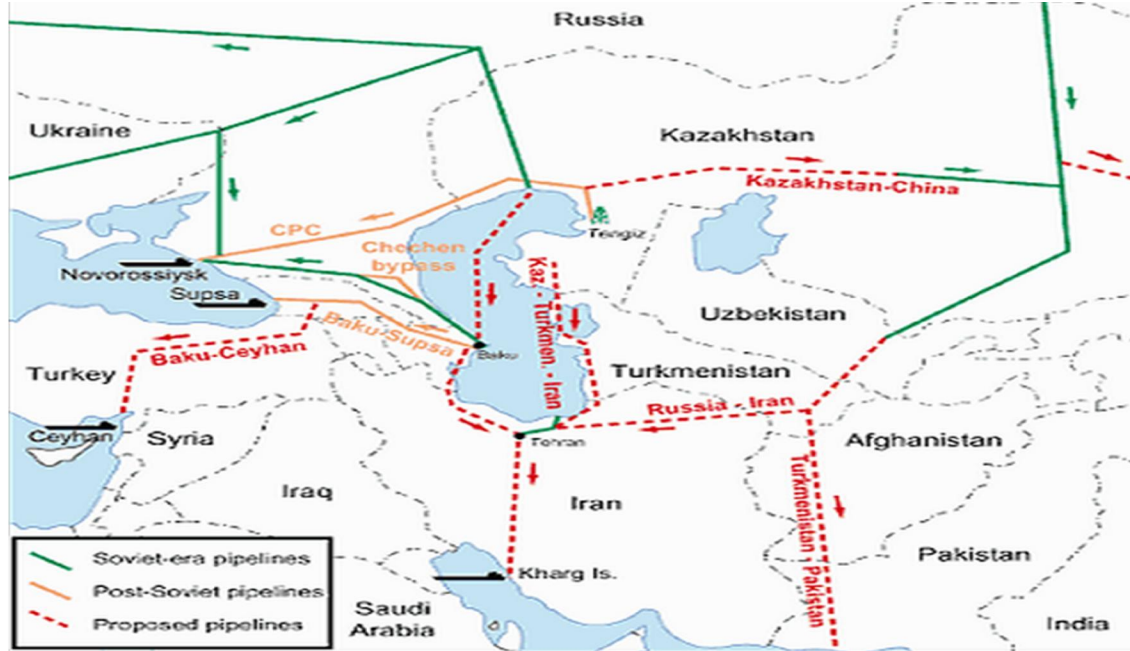 Russia
Ukraine
Kazakhstan
Kazakhstan-China
CPC
Chechen
bypass
Tengiz
Novorossiysk
Supsa
Kaz. - Turkmen. - Iran
Uzbekistan
Baku-Supsa
Baku
Baku-Ceyhan
Turkey
Turkmenistan
Russia - Iran
Ceyhan
Syria
Tehran
Afghanistan
Iraq
Iran
Turkmenistan - Pakistan
Pakistan
Soviet-era pipelines
Post-Soviet pipelines
Proposed pipelines
Kharg Is.
Saudi
Arabia
India